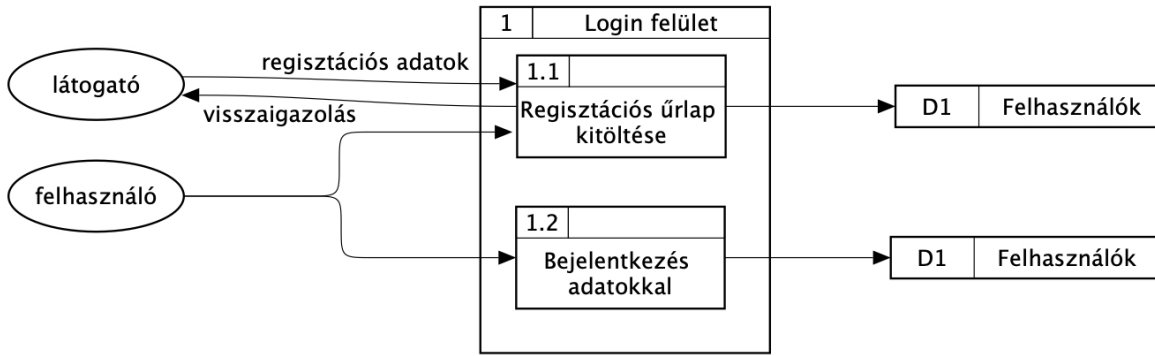 1 Login felület
látogató
regisztációs adatok
visszaigazolás
1.1
Regisztációs űrlap
kitöltése
D1 Felhasználók
felhasználó
1.2
Bejelentkezés
adatokkal
D1 Felhasználók